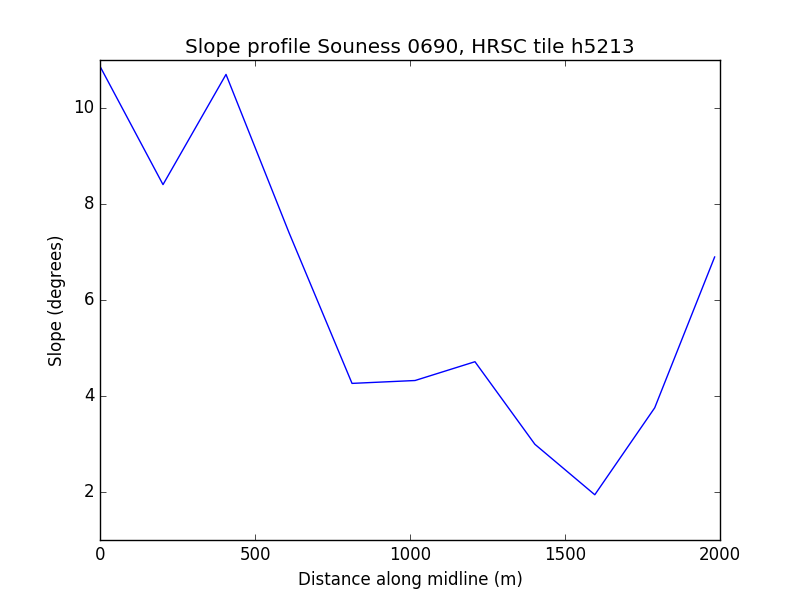 Slope profile Souness 0690, HRSC tile h5213
10
8
6
4
2
Slope (degrees)
0 500 1000 1500 2000
Distance along midline (m)